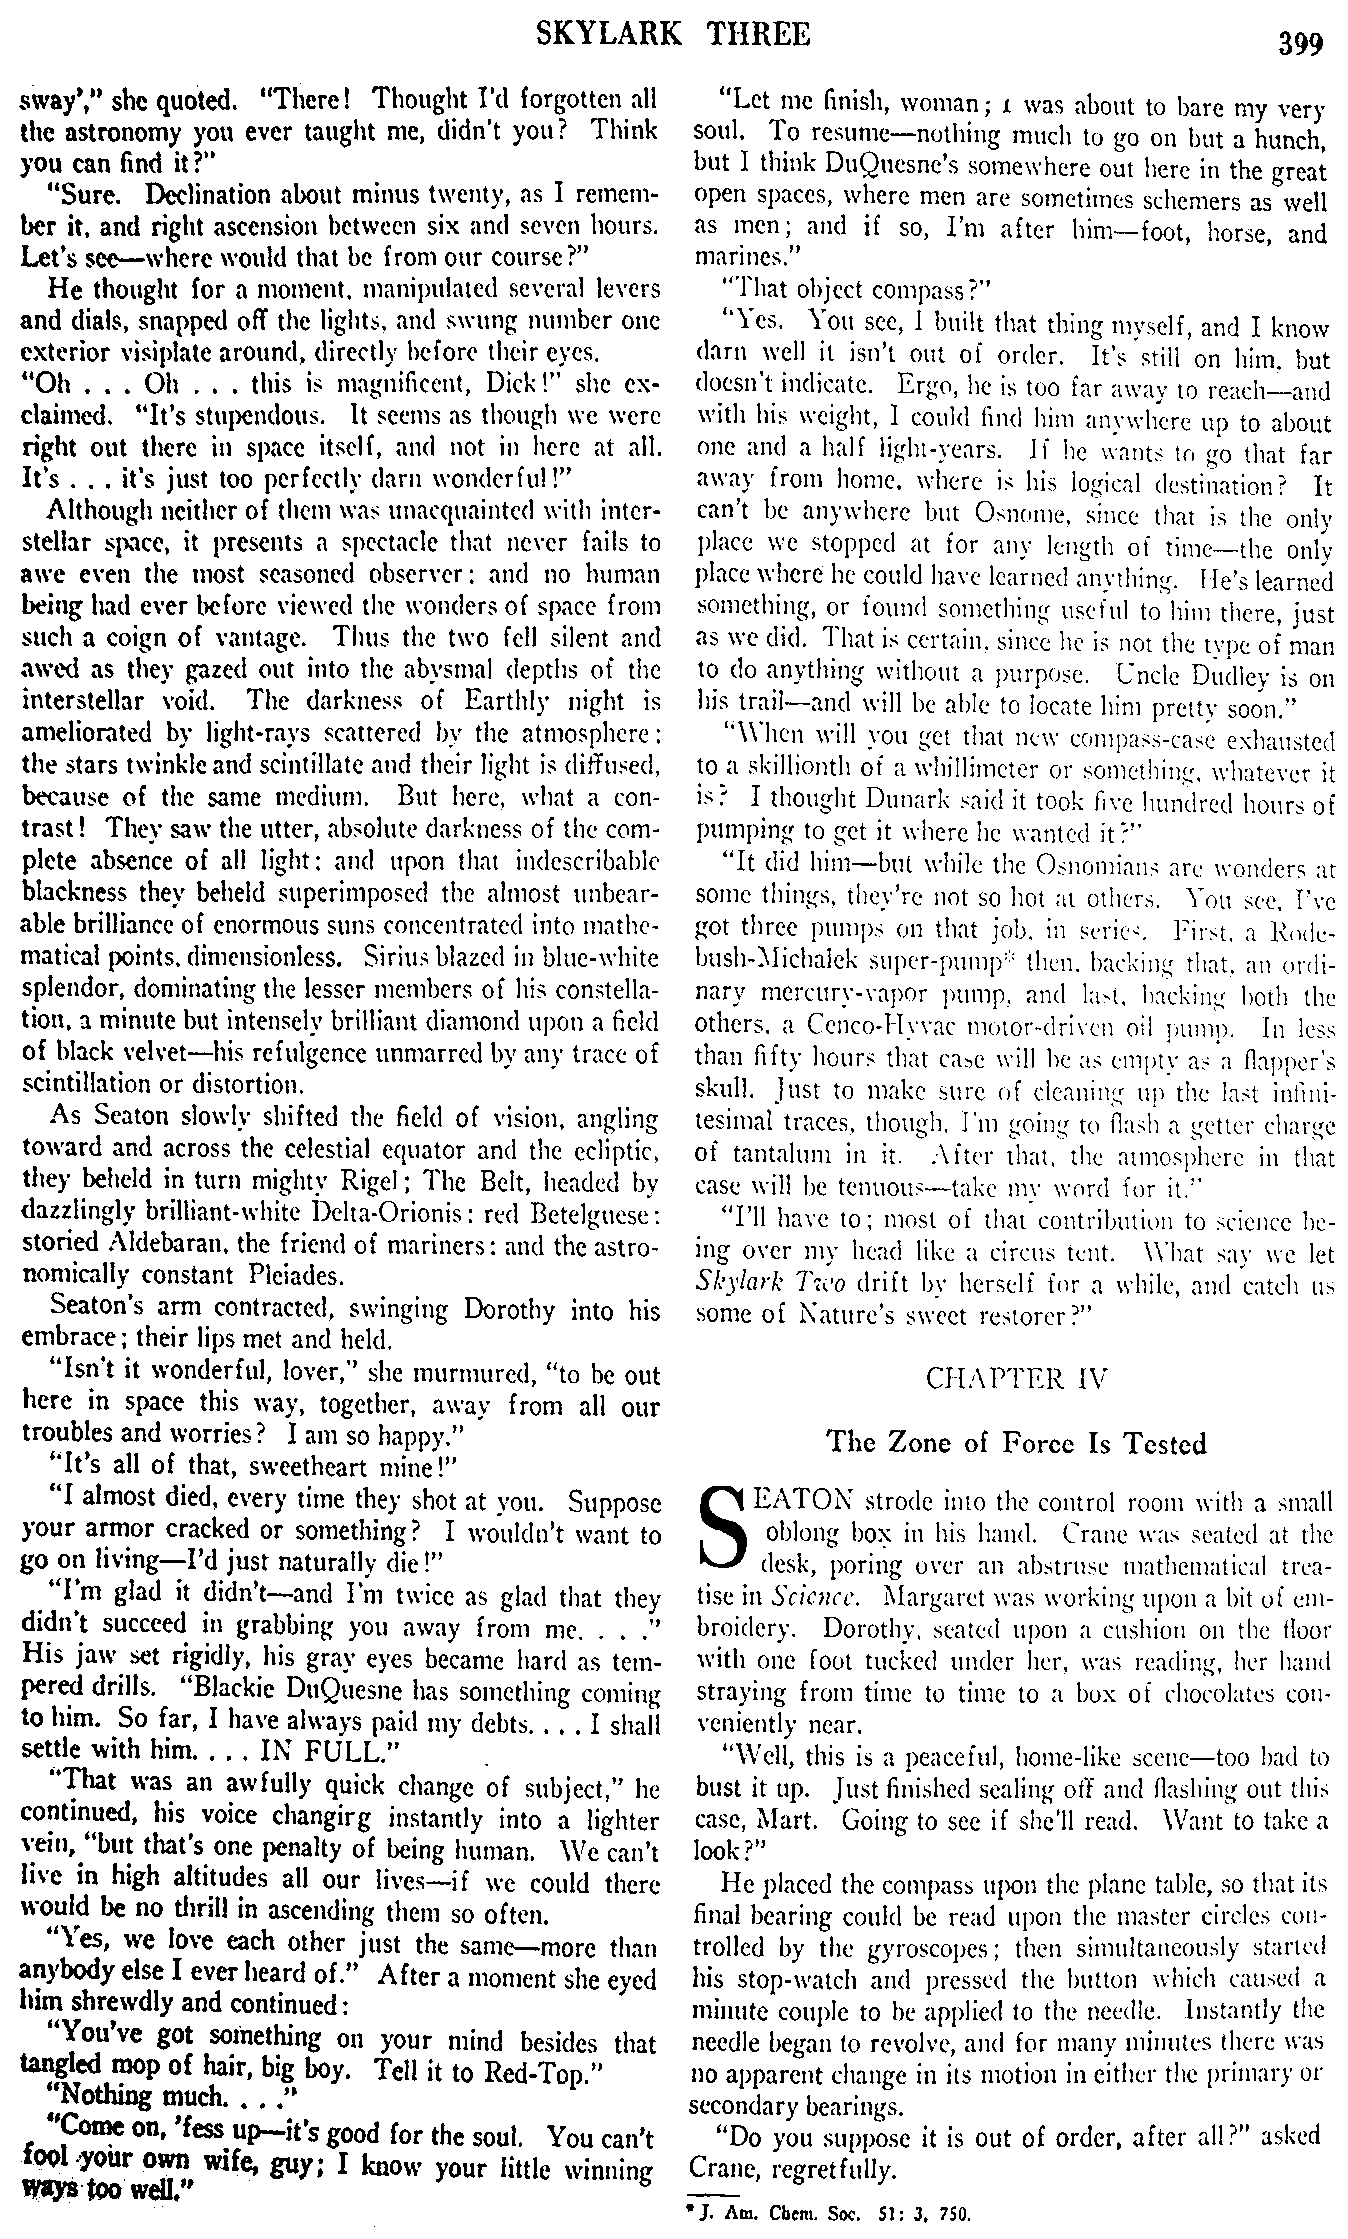 SKYLARK THREE
399
sway’,” she quoted. “There! Thought I’d forgotten all
the astronomy you ever taught me, didn’t you? Think
you can find it?”
“Sure. Declination about minus twenty, as I remem-
ber it, and right ascension between six and seven hours.
Let’s see—where would that be from our course?”
He thought for a moment, manipulated several levers
and dials, snapped off the lights, and swung number one
exterior visiplate around, directly before their eyes.
“Oh . . . Oh . . . this is magnificent, Dick!” she ex-
claimed. “It’s stupendous. It seems as though we were
right out there in space itself, and not in here at all.
It’s . . . it’s just too perfectly darn wonderful!”
Although neither of them was unacquainted with inter-
stellar space, it presents a spectacle that never fails to
awe even the most seasoned observer: and no human
being had ever before viewed the wonders of space from
such a coign of vantage. Thus the two fell silent and
awed as they gazed out into the abysmal depths of the
interstellar void. The darkness of Earthly night is
ameliorated by light-rays scattered by the atmosphere;
the stars twinkle and scintillate and their light is diffused,
because of the same medium. But here, what a con-
trast! They saw the utter, absolute darkness of the com-
plete absence of all light: and upon that indescribable
blackness they beheld superimposed the almost unbear-
able brilliance of enormous suns concentrated into mathe-
matical points, dimensionless. Sirius blazed in blue-white
splendor, dominating the lesser members of his constella-
tion, a minute but intensely brilliant diamond upon a field
of black velvet—his refulgence unmarred by any trace of
scintillation or distortion.
As Seaton slowly shifted the field of vision, angling
toward and across the celestial equator and the ecliptic,
they beheld in turn mighty Rigel; The Belt, headed by
dazzlingly brilliant-white Delta-Orionis: red Betelguese:
storied Aldebaran, the friend of mariners: and the astro-
nomically constant Pleiades.
Seaton’s arm contracted, swinging Dorothy into his
embrace; their lips met and held.
“Isn’t it wonderful, lover,” she murmured, “to be out
here in space this way, together, away from all our
troubles and worries? I am so happy.”
“It’s all of that, sweetheart mine!”
“I almost died, every time they shot at you. Suppose
your armor cracked or something? I wouldn’t want to
go on living—I’d just naturally die!”
“I’m glad it didn’t—and I’m twice as glad that they
didn’t succeed in grabbing you away from me. . . .”
His jaw set rigidly, his gray eyes became hard as tem-
pered drills. “Blackie DuQuesne has something coming
to him. So far, I have always paid my debts. . . . I shall
settle with him. . . . IN FULL.”
“That was an awfully quick change of subject,” he
continued, his voice changirg instantly into a lighter
vein, “but that’s one penalty of being human. We can’t
live in high altitudes all our lives—if we could there
would be no thrill in ascending them so often.
“Yes, we love each other just the same—more than
anybody else I ever heard of.” After a moment she eyed
him shrewdly and continued:
“You’ve got something on your mind besides that
tangled mop of hair, big boy. Tell it to Red-Top.”
“Nothing much. . . .”
“Come on, ’fess up—it’s good for the soul. You can’t
fool your own wife, guy; I know your little winning
ways too well.”
“Let me finish, woman; I was about to bare my very
soul. To resume—nothing much to go on but a hunch,
but I think DuQuesne’s somewhere out here in the great
open spaces, where men are sometimes schemers as well
as men; and if so, I’m after him—foot, horse, and
marines.”
“That object compass?”
“Yes. You see, I built that thing myself, and I know
darn well it isn’t out of order. It’s still on him, but
doesn’t indicate. Ergo, he is too far away to reach—and
with his weight, I could find him anywhere up to about
one and a half light-years. If he wants to go that far
away from home, where is his logical destination? It
can’t be anywhere but Osnome, since that is the only
place we stopped at for any length of time—the only
place where he could have learned anything. He’s learned
something, or found something useful to him there, just
as we did. That is certain, since he is not the type of man
to do anything without a purpose. Uncle Dudley is on
his trail—and will be able to locate him pretty soon.”
“When will you get that new compass-case exhausted
to a skillionth of a whillimeter or something, whatever it
is? I thought Dunark said it took five hundred hours of
pumping to get it where he wanted it?”
“It did him—but while the Osnomians are wonders at
some things, they’re not so hot at others. You see, I’ve
got three pumps on that job, in series. First, a Rode-
bush-Michalek super-pump* then, backing that, an ordi-
nary mercury-vapor pump, and last, backing both the
others, a Cenco-Hyvac motor-driven oil pump. In less
than fifty hours that case will be as empty as a flapper’s
skull. Just to make sure of cleaning up the last infini-
tesimal traces, though, I’m going to flash a getter charge
of tantalum in it. After that, the atmosphere in that
case will be tenuous—take my word for it.”
“I’ll have to; most of that contribution to science be-
ing over my head like a circus tent. What say we let
Skylark Two drift by herself for a while, and catch us
some of Nature’s sweet restorer?”
CHAPTER IV
The Zone of Force Is Tested
SEATON strode into the control room with a small
oblong box in his hand. Crane was seated at the
desk, poring over an abstruse mathematical trea-
tise in Science. Margaret was working upon a bit of em-
broidery. Dorothy, seated upon a cushion on the floor
with one foot tucked under her, was reading, her hand
straying from time to time to a box of chocolates con-
veniently near.
“Well, this is a peaceful, home-like scene—too bad to
bust it up. Just finished sealing off and flashing out this
case, Mart. Going to see if she’ll read. Want to take a
look?”
He placed the compass upon the plane table, so that its
final bearing could be read upon the master circles con-
trolled by the gyroscopes; then simultaneously started
his stop-watch and pressed the button which caused a
minute couple to be applied to the needle. Instantly the
needle began to revolve, and for many minutes there was
no apparent change in its motion in either the primary or
secondary bearings.
“Do you suppose it is out of order, after all?” asked
Crane, regretfully.
* J. Am. Chem. Soc. 51: 3, 750.